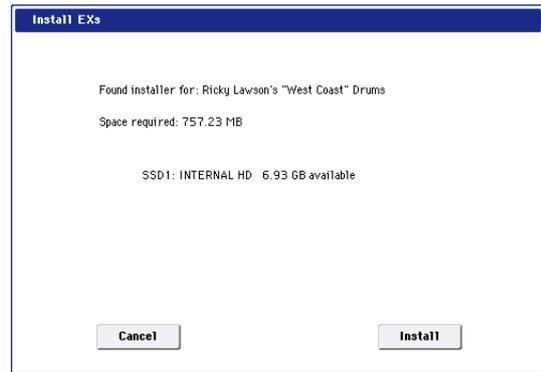 Install EXs
Found installer for: Ricky Lawson's "West Coast" Drums
Space required: 757.23 MB
SSD1: INTERNAL HD 6.93 GB available
Cancel Install